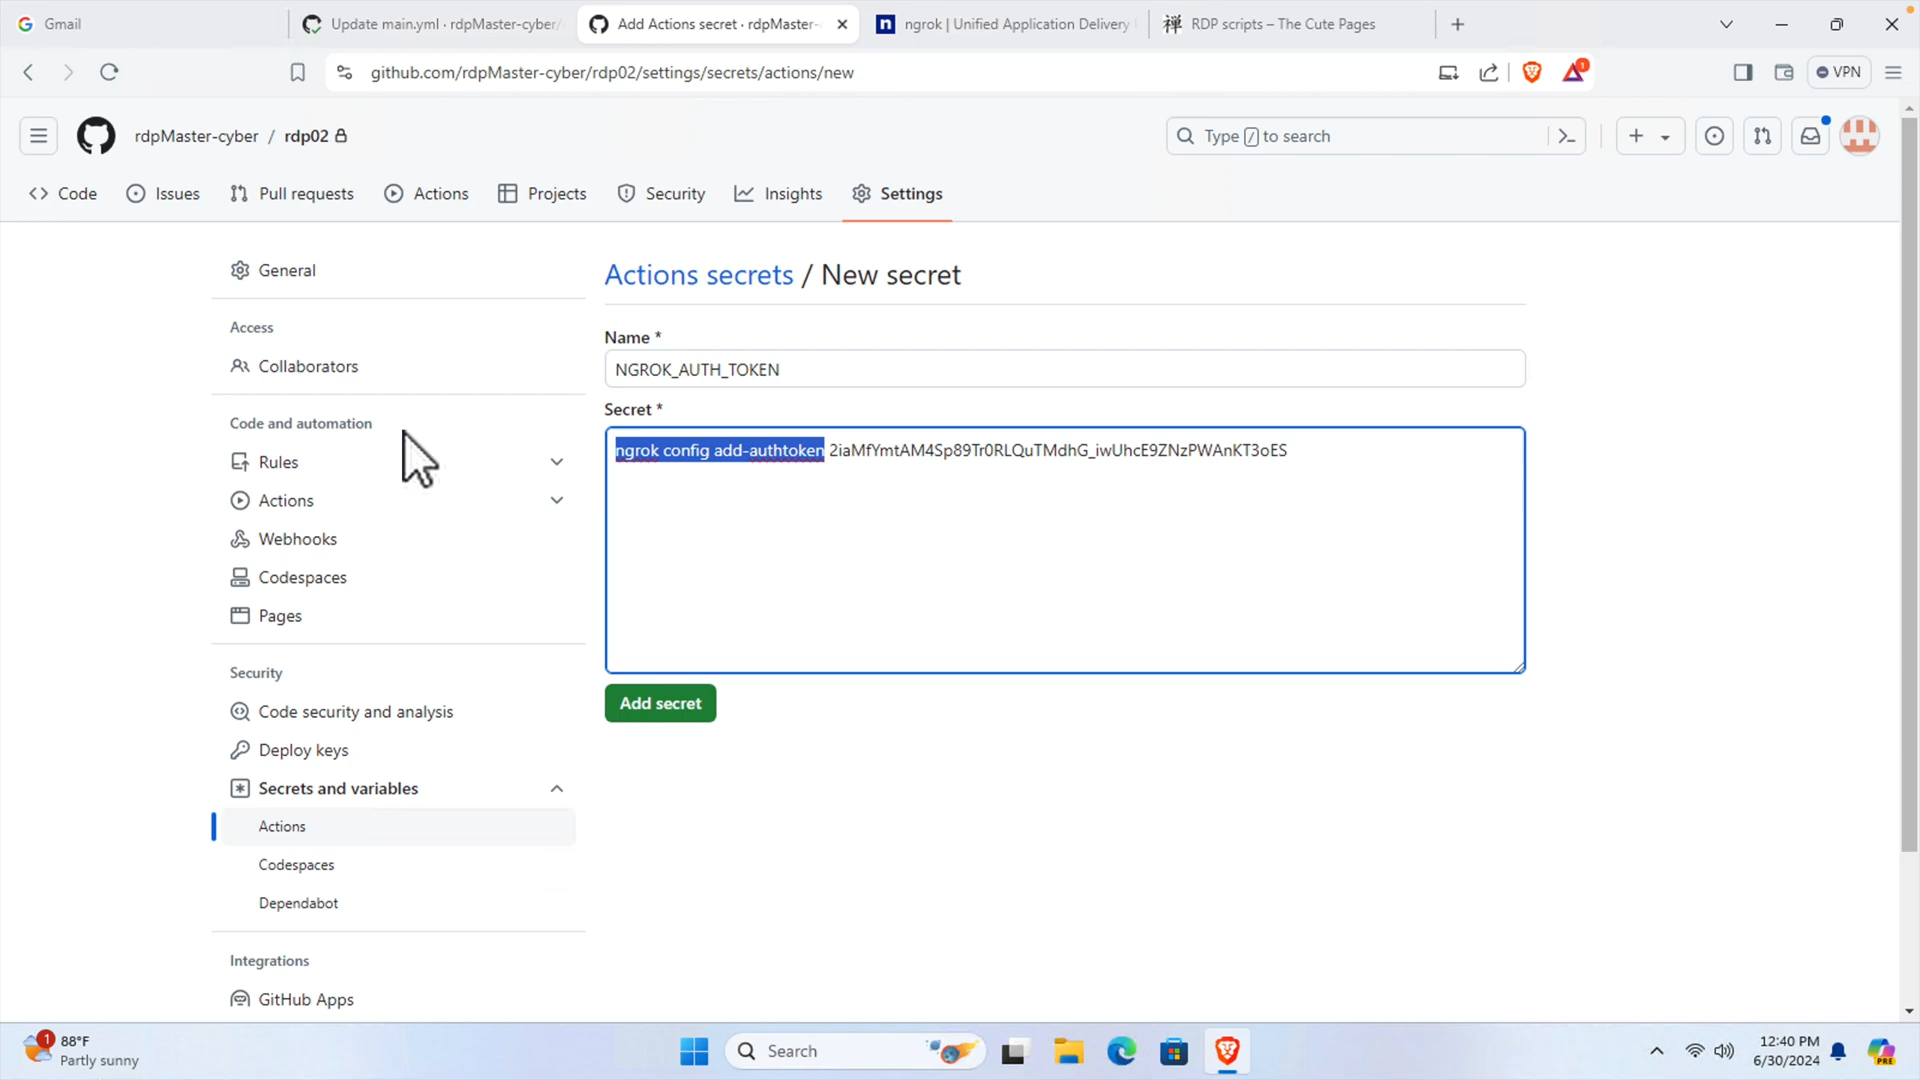 Gmail
Update main.yml · rdpMaster-cyber/
Add Actions secret · rdpMaster-
ngrok | Unified Application Delivery
RDP scripts – The Cute Pages
github.com/rdpMaster-cyber/rdp02/settings/secrets/actions/new
1
VPN
rdpMaster-cyber / rdp02
Type / to search
Code
Issues
Pull requests
Actions
Projects
Security
Insights
Settings
General
Access
Collaborators
Code and automation
Rules
Actions
Webhooks
Codespaces
Pages
Security
Code security and analysis
Deploy keys
Secrets and variables
Actions
Codespaces
Dependabot
Integrations
GitHub Apps
Actions secrets / New secret
Name *
NGROK_AUTH_TOKEN
Secret *
ngrok config add-authtoken 2iaMfYmtAM4Sp89Tr0RLQuTMdhG_iwUhcE9ZNzPWAnKT3oES
Add secret
1
88°F
Partly sunny
Search
12:40 PM
6/30/2024
PRE